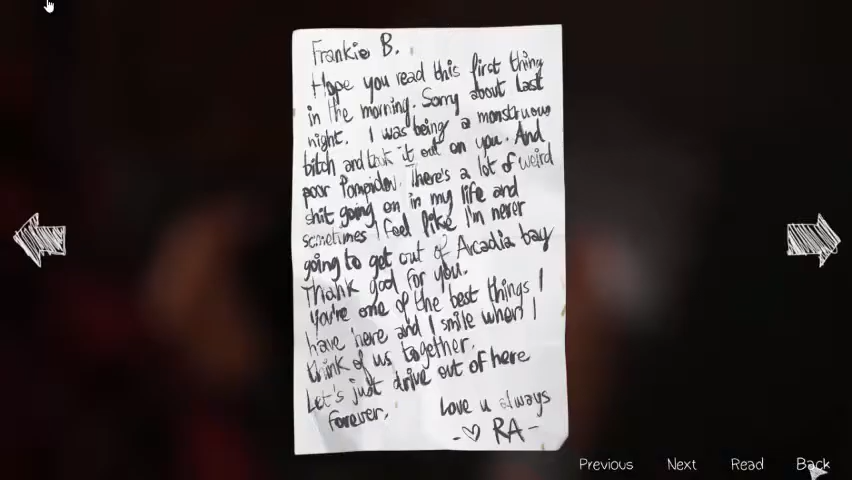 Frankie B.
Hope you read this first thing
in the morning. Sorry about last
night. I was being a monstruous
bitch and took it out on you. And
poor Pompidou. There's a lot of weird
shit going on in my life and
sometimes I feel like I'm never
going to get out of Arcadia bay
Thank god for you.
You're one of the best things I
have here and I smile when I
think of us together.
Let's just drive out of here
forever.
Love u always
-♡ RA-
Previous Next Read Back